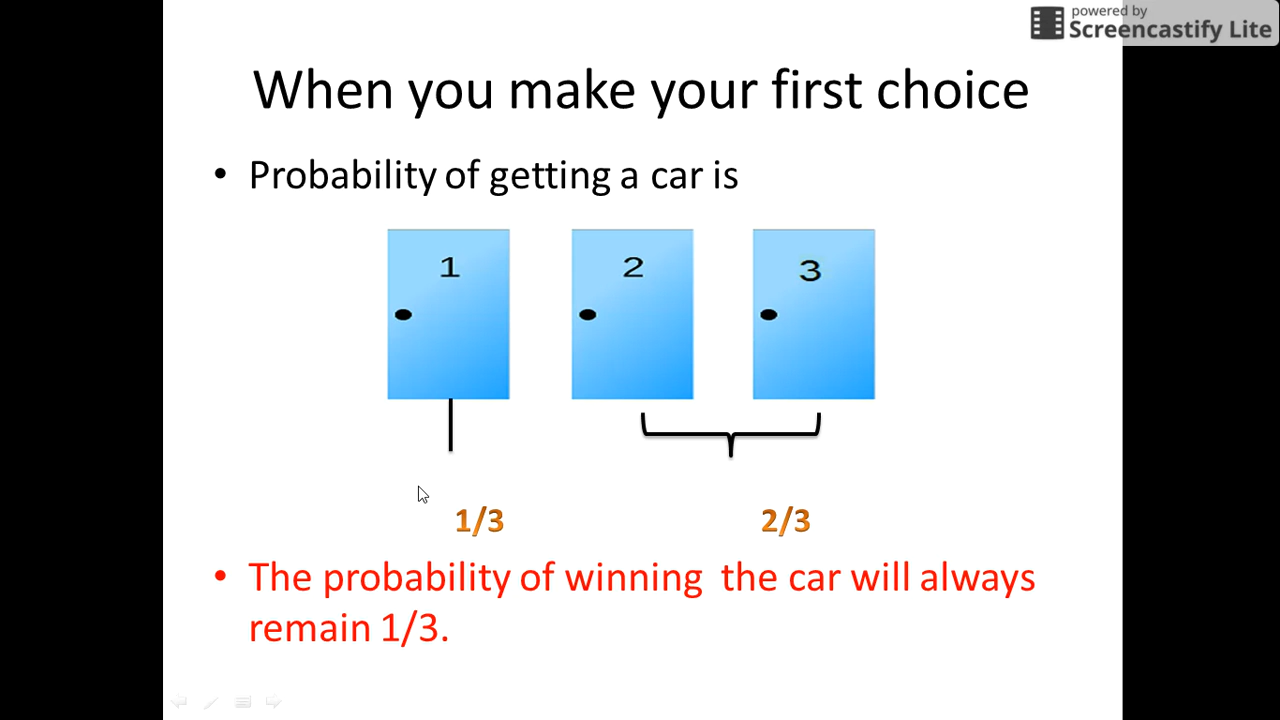 powered by
Screencastify Lite
When you make your first choice
• Probability of getting a car is
1 2 3
1/3 2/3
• The probability of winning the car will always
remain 1/3.